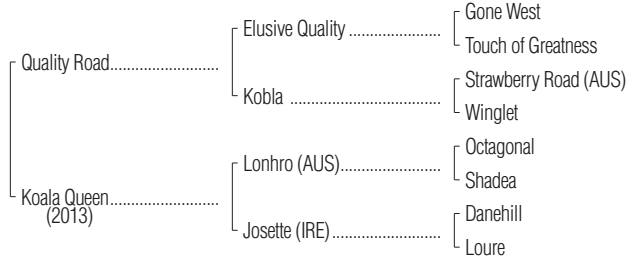 Gone West
Elusive Quality ........................
Touch of Greatness
Quality Road............................
Strawberry Road (AUS)
Kobla .......................................
Winglet
Octagonal
Lonhro (AUS)..........................
Shadea
Koala Queen............................
(2013)
Danehill
Josette (IRE)............................
Loure